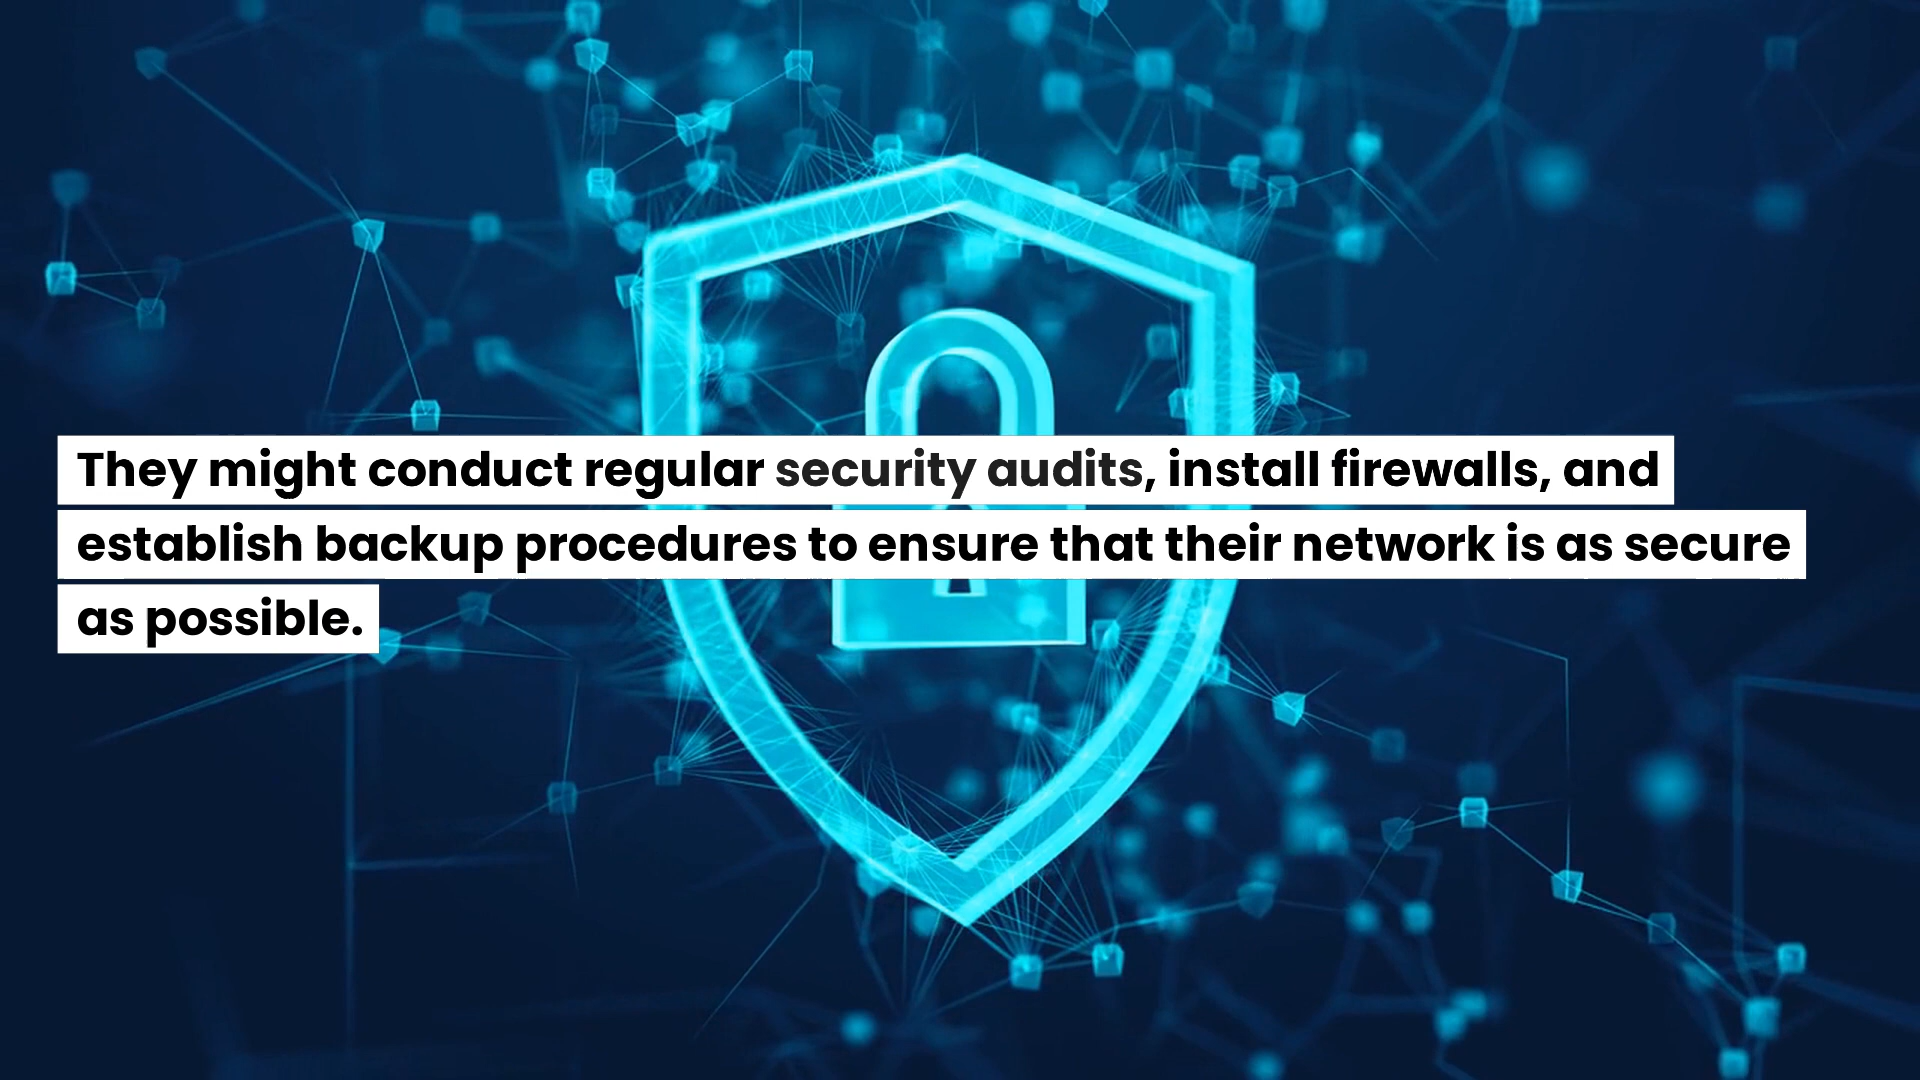 They might conduct regular security audits, install firewalls, and
establish backup procedures to ensure that their network is as secure
as possible.